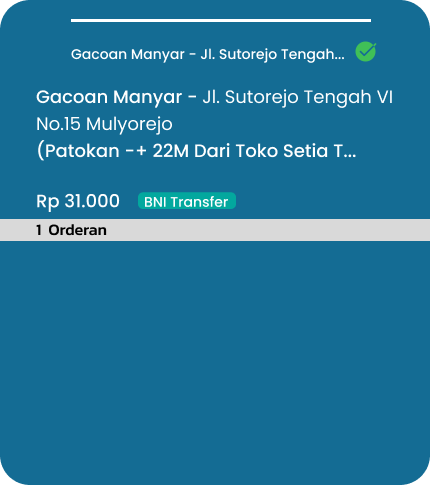 Gacoan Manyar - Jl. Sutorejo Tengah...
Gacoan Manyar - Jl. Sutorejo Tengah VI
No.15 Mulyorejo
(Patokan -+ 22M Dari Toko Setia T...
Rp 31.000 BNI Transfer
1 Orderan